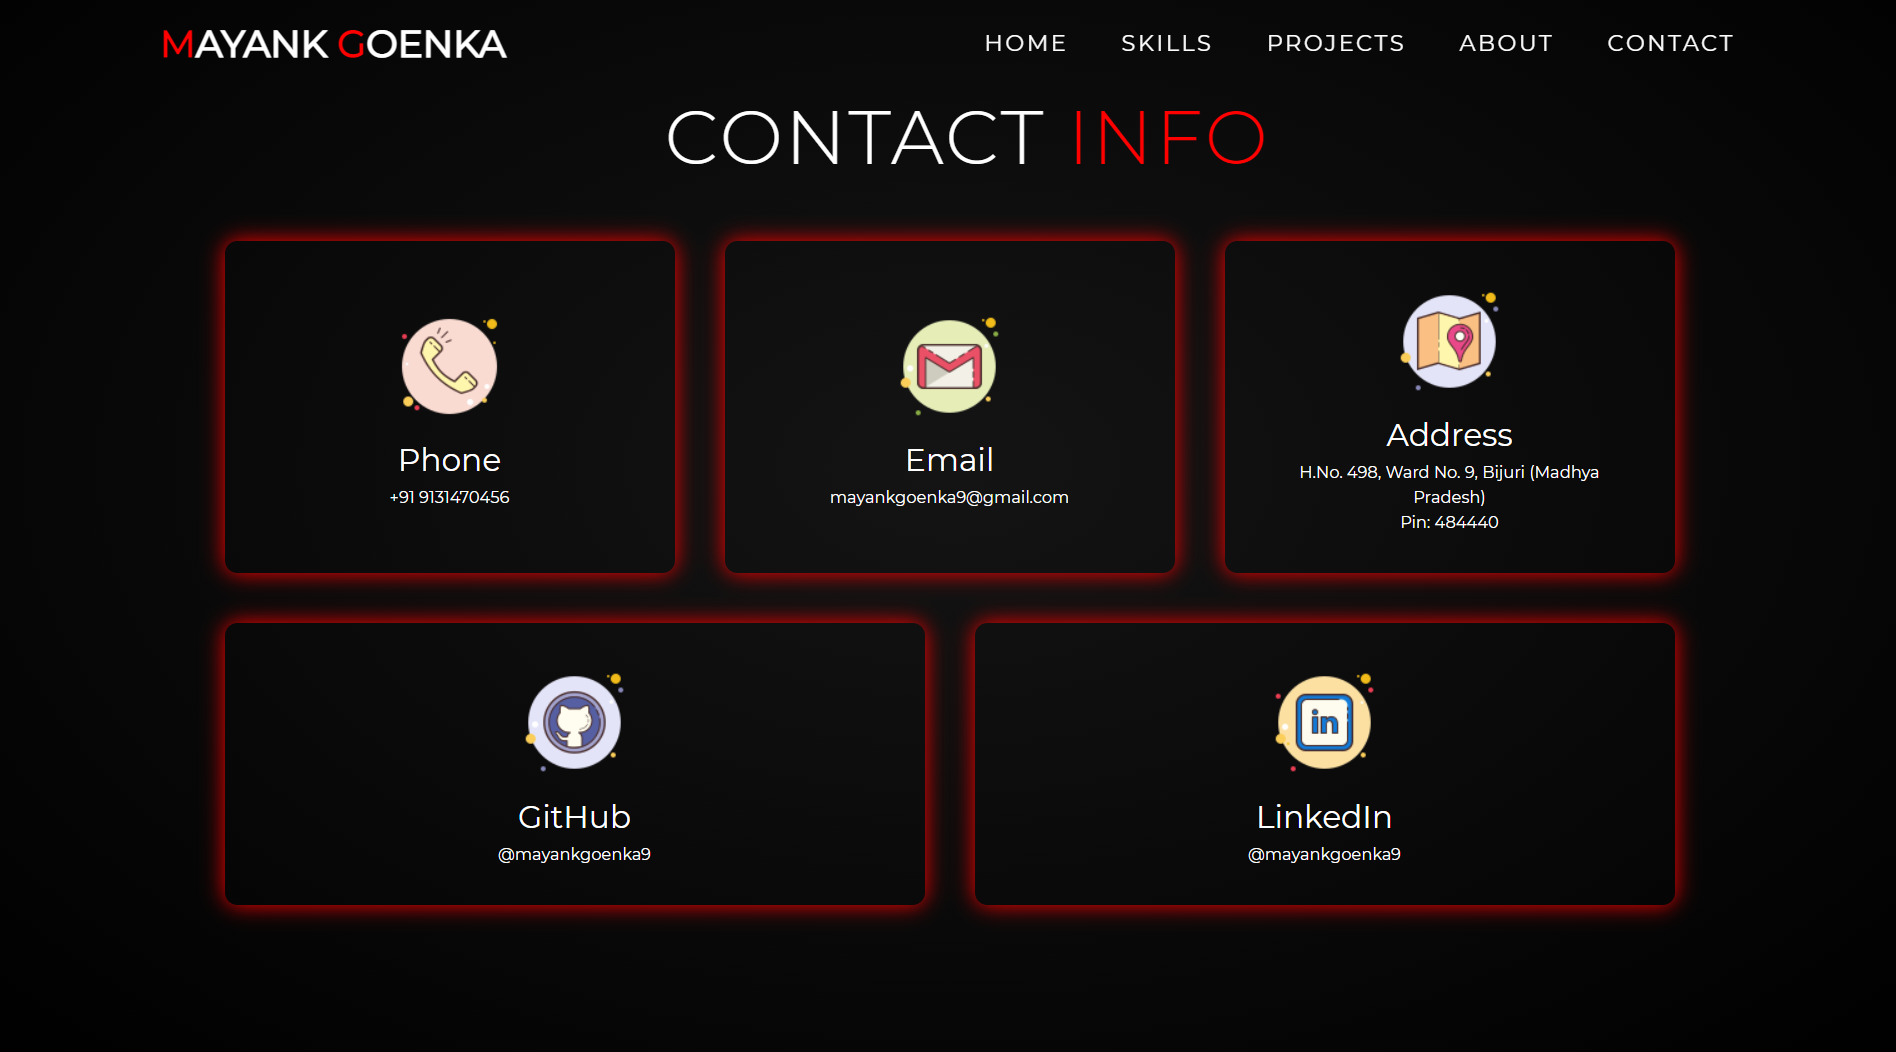 MAYANK GOENKA
HOME SKILLS PROJECTS ABOUT CONTACT
CONTACT INFO
Phone
+91 9131470456
Email
mayankgoenka9@gmail.com
Address
H.No. 498, Ward No. 9, Bijuri (Madhya
Pradesh)
Pin: 484440
GitHub
@mayankgoenka9
in
LinkedIn
@mayankgoenka9